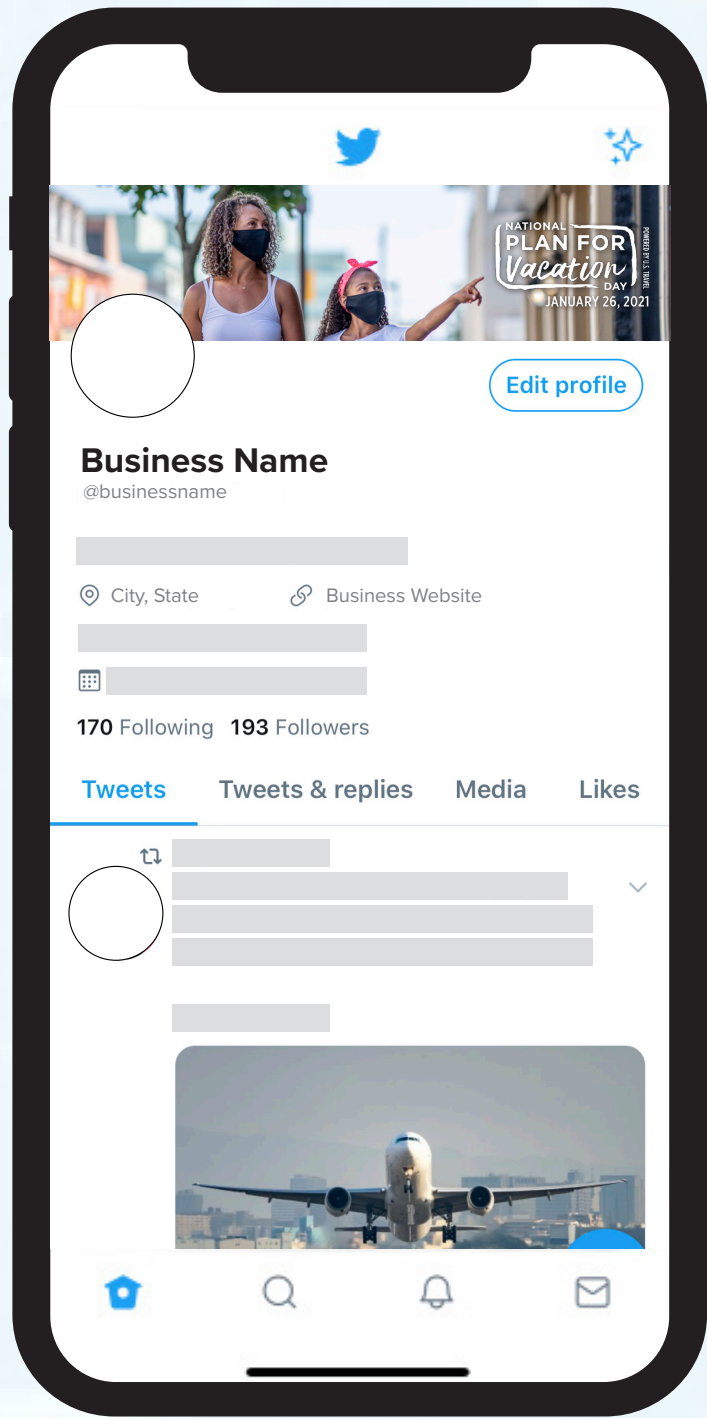 NATIONAL
PLAN FOR
Vacation
DAY
POWERED BY U.S. TRAVEL
JANUARY 26, 2021
Edit profile
Business Name
@businessname
City, State Business Website
170 Following 193 Followers
Tweets Tweets & replies Media Likes